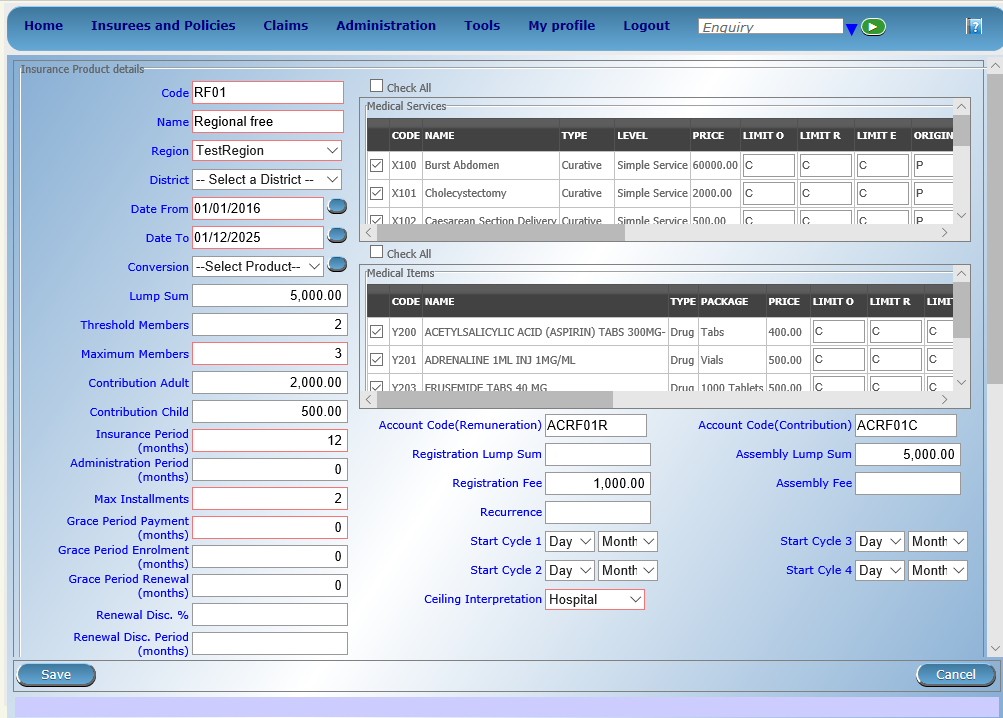 Home Insurees and Policies Claims Administration Tools My profile Logout Enquiry ?
Insurance Product details
Code RF01
Name Regional free
Region TestRegion
District -- Select a District --
Date From 01/01/2016
Date To 01/12/2025
Conversion --Select Product--
Lump Sum 5,000.00
Threshold Members 2
Maximum Members 3
Contribution Adult 2,000.00
Contribution Child 500.00
Insurance Period
(months) 12
Administration Period
(months) 0
Max Installments 2
Grace Period Payment
(months) 0
Grace Period Enrolment
(months) 0
Grace Period Renewal
(months) 0
Renewal Disc. %
Renewal Disc. Period
(months)
Check All
Medical Services
CODE NAME TYPE LEVEL PRICE LIMIT O LIMIT R LIMIT E ORIGIN
X100 Burst Abdomen Curative Simple Service 60000.00 C C C P
X101 Cholecystectomy Curative Simple Service 2000.00 C C C P
X102 Caesarean Section Delivery Curative Simple Service 500.00 C C C P
Check All
Medical Items
CODE NAME TYPE PACKAGE PRICE LIMIT O LIMIT R LIMIT
Y200 ACETYLSALICYLIC ACID (ASPIRIN) TABS 300MG- Drug Tabs 400.00 C C C
Y201 ADRENALINE 1ML INJ 1MG/ML Drug Vials 500.00 C C C
Y203 FRUSEMIDE TABS 40 MG Drug 1000 Tablets 500.00 C C C
Account Code(Remuneration) ACRF01R Account Code(Contribution) ACRF01C
Registration Lump Sum Assembly Lump Sum 5,000.00
Registration Fee 1,000.00 Assembly Fee
Recurrence
Start Cycle 1 Day Month Start Cycle 3 Day Month
Start Cycle 2 Day Month Start Cyle 4 Day Month
Ceiling Interpretation Hospital
Save Cancel